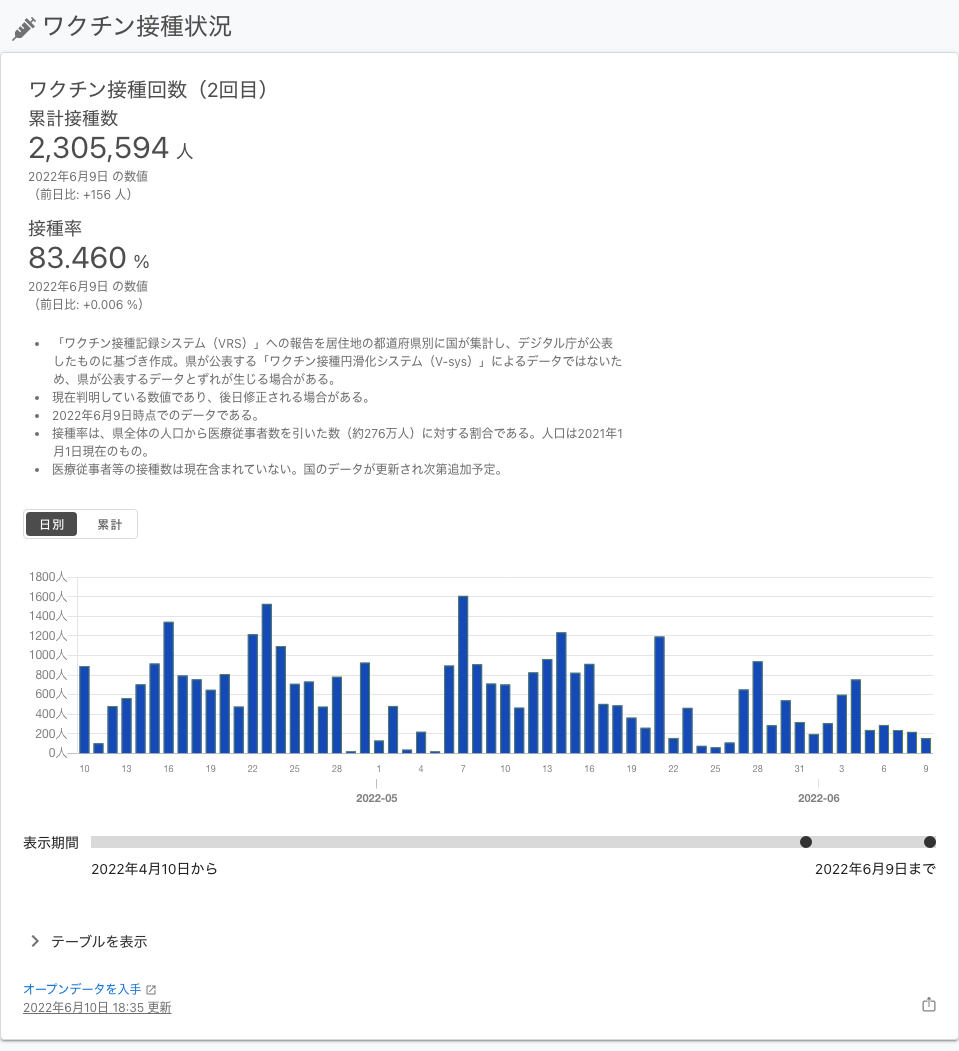 ワクチン接種状況
ワクチン接種回数（2回目）
累計接種数
2,305,594 人
2022年6月9日 の数値
（前日比: +156 人）
接種率
83.460 %
2022年6月9日 の数値
（前日比: +0.006 %）
「ワクチン接種記録システム（VRS）」への報告を居住地の都道府県別に国が集計し、デジタル庁が公表
したものに基づき作成。県が公表する「ワクチン接種円滑化システム（V-sys）」によるデータではないた
め、県が公表するデータとずれが生じる場合がある。
現在判明している数値であり、後日修正される場合がある。
2022年6月9日時点でのデータである。
接種率は、県全体の人口から医療従事者数を引いた数（約276万人）に対する割合である。人口は2021年1
月1日現在のもの。
医療従事者等の接種数は現在含まれていない。国のデータが更新され次第追加予定。
日別 累計
1800人
1600人
1400人
1200人
1000人
800人
600人
400人
200人
0人
10 13 16 19 22 25 28 1 4 7 10 13 16 19 22 25 28 31 3 6 9
2022-05 2022-06
表示期間
2022年4月10日から 2022年6月9日まで
テーブルを表示
オープンデータを入手
2022年6月10日 18:35 更新